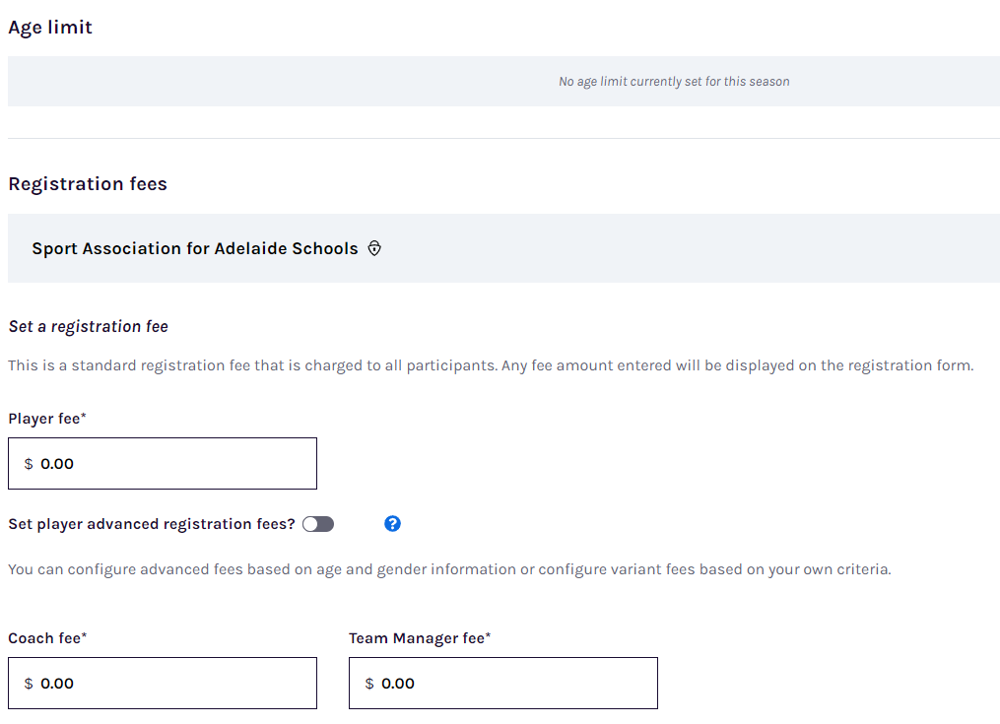 Age limit
No age limit currently set for this season
Registration fees
Sport Association for Adelaide Schools
Set a registration fee
This is a standard registration fee that is charged to all participants. Any fee amount entered will be displayed on the registration form.
Player fee*
$ 0.00
Set player advanced registration fees? ?
You can configure advanced fees based on age and gender information or configure variant fees based on your own criteria.
Coach fee* Team Manager fee*
$ 0.00 $ 0.00